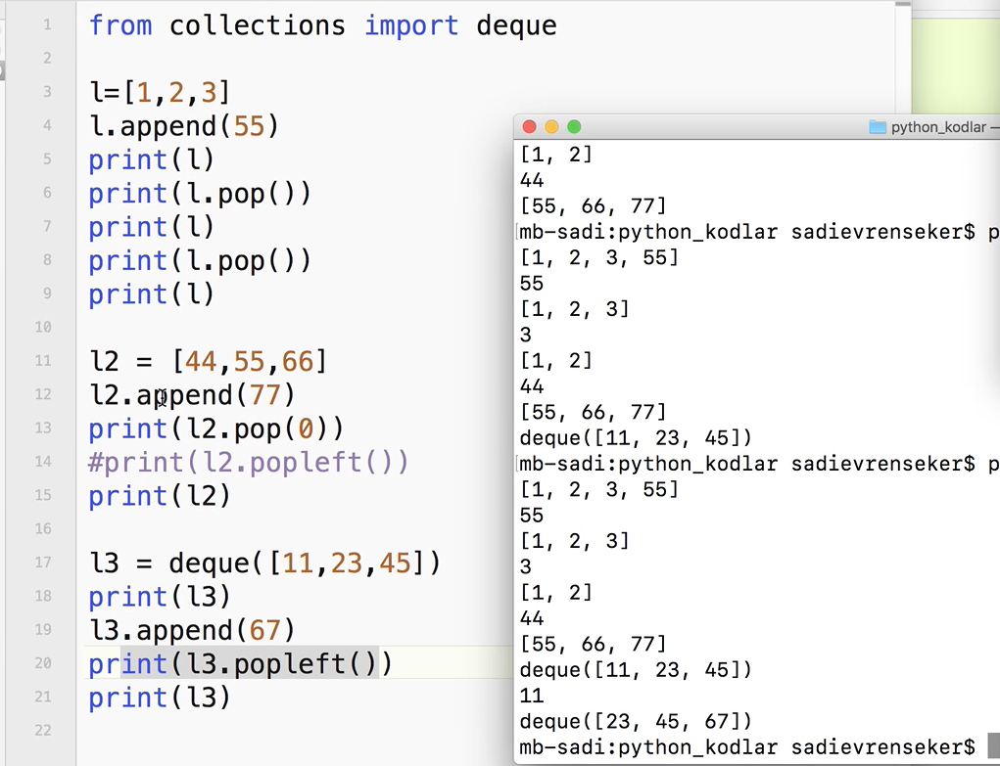 1 from collections import deque
2
3 l=[1,2,3]
4 l.append(55)
5 print(l)
6 print(l.pop())
7 print(l)
8 print(l.pop())
9 print(l)
10
11 l2 = [44,55,66]
12 l2.append(77)
13 print(l2.pop(0))
14 #print(l2.popleft())
15 print(l2)
16
17 l3 = deque([11,23,45])
18 print(l3)
19 l3.append(67)
20 print(l3.popleft())
21 print(l3)
22
python_kodlar —
[1, 2]
44
[55, 66, 77]
mb-sadi:python_kodlar sadievrenseker$ p
[1, 2, 3, 55]
55
[1, 2, 3]
3
[1, 2]
44
[55, 66, 77]
deque([11, 23, 45])
mb-sadi:python_kodlar sadievrenseker$ p
[1, 2, 3, 55]
55
[1, 2, 3]
3
[1, 2]
44
[55, 66, 77]
deque([11, 23, 45])
11
deque([23, 45, 67])
mb-sadi:python_kodlar sadievrenseker$